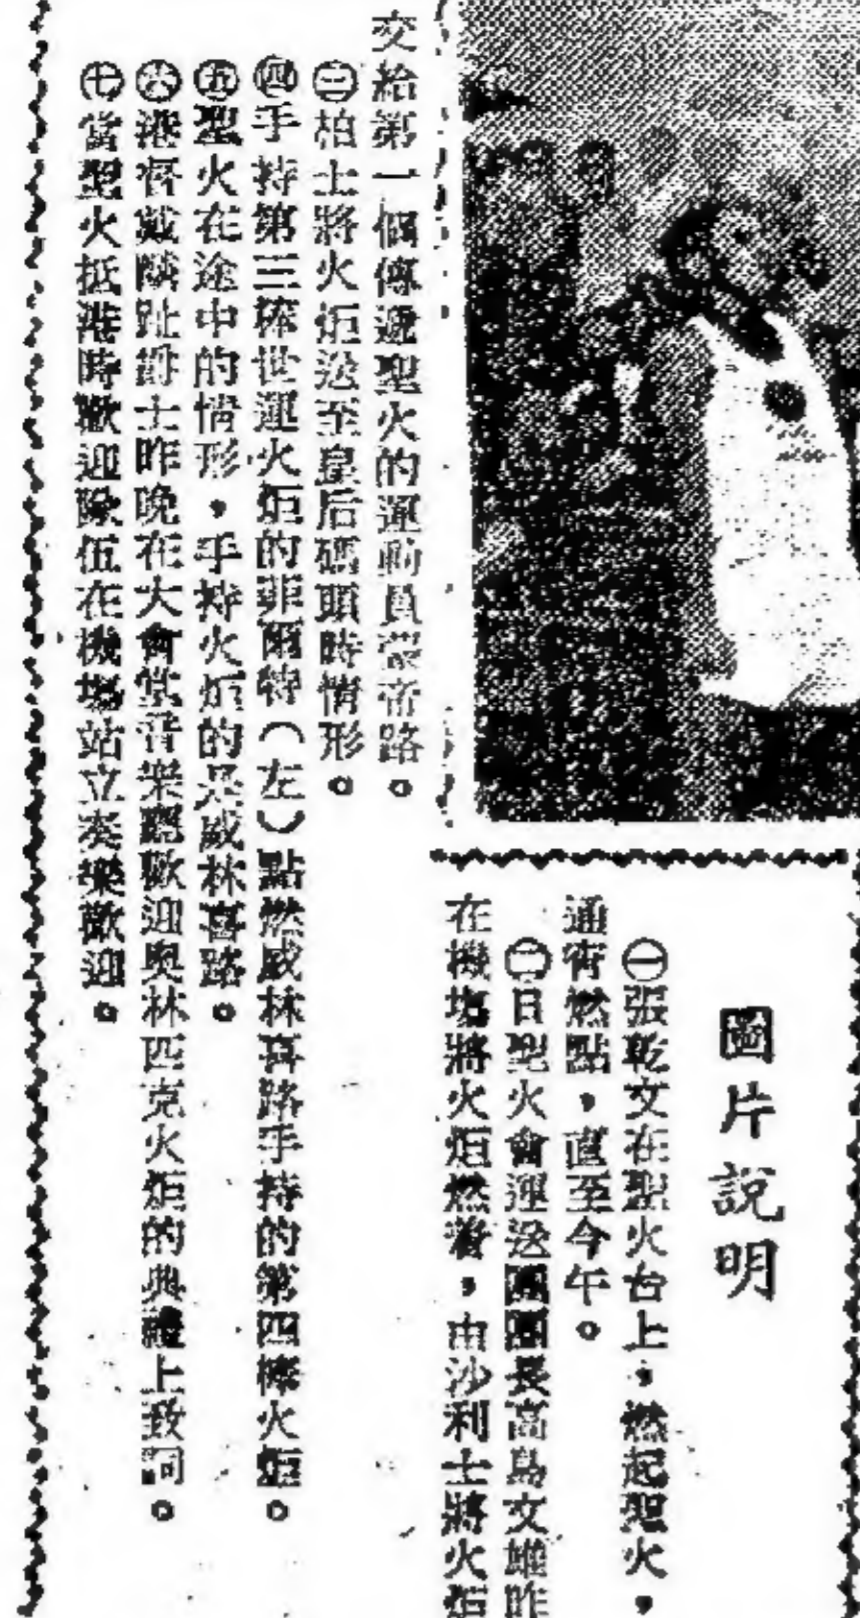 圖片說明
㊀張乾文在聖火台上，燃起聖火，
通宵燃點，直至今午。
㊁日聖火會運送團團長高島文雄昨
在機塲將火炬燃着，由沙利士將火炬
交給第一個傳遞聖火的運動員蒙帝路。
㊂柏士將火炬送至皇后碼頭時情形。
㊃手持第三棒世運火炬的菲爾特（左）點燃威林喜路手持的第四棒火炬。
㊄聖火在途中的情形，手持火炬的是威林喜路。
㊅港督戴麟趾爵士昨晚在大會堂音樂廳歡迎奧林匹克火炬的典禮上致詞。
㊆當聖火抵港時歡迎隊伍在機塲站立奏樂歡迎。